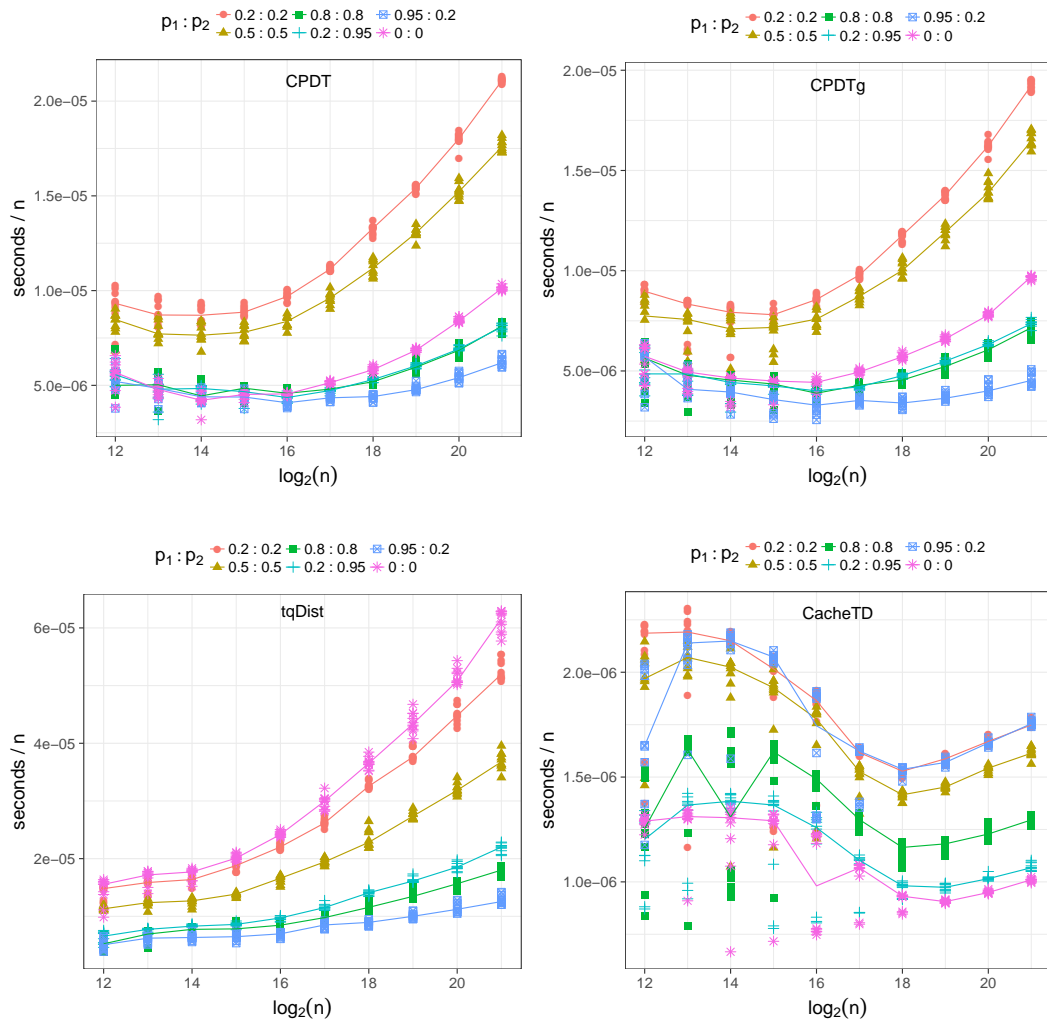 p1 : p2 0.2 : 0.2 0.8 : 0.8 0.95 : 0.2
0.5 : 0.5 0.2 : 0.95 0 : 0
CPDT
2.0e−05
1.5e−05
1.0e−05
5.0e−06
seconds / n
12 14 16 18 20
log2(n)
p1 : p2 0.2 : 0.2 0.8 : 0.8 0.95 : 0.2
0.5 : 0.5 0.2 : 0.95 0 : 0
CPDTg
2.0e−05
1.5e−05
1.0e−05
5.0e−06
seconds / n
12 14 16 18 20
log2(n)
p1 : p2 0.2 : 0.2 0.8 : 0.8 0.95 : 0.2
0.5 : 0.5 0.2 : 0.95 0 : 0
tqDist
6e−05
4e−05
2e−05
seconds / n
12 14 16 18 20
log2(n)
p1 : p2 0.2 : 0.2 0.8 : 0.8 0.95 : 0.2
0.5 : 0.5 0.2 : 0.95 0 : 0
CacheTD
2.0e−06
1.5e−06
1.0e−06
seconds / n
12 14 16 18 20
log2(n)